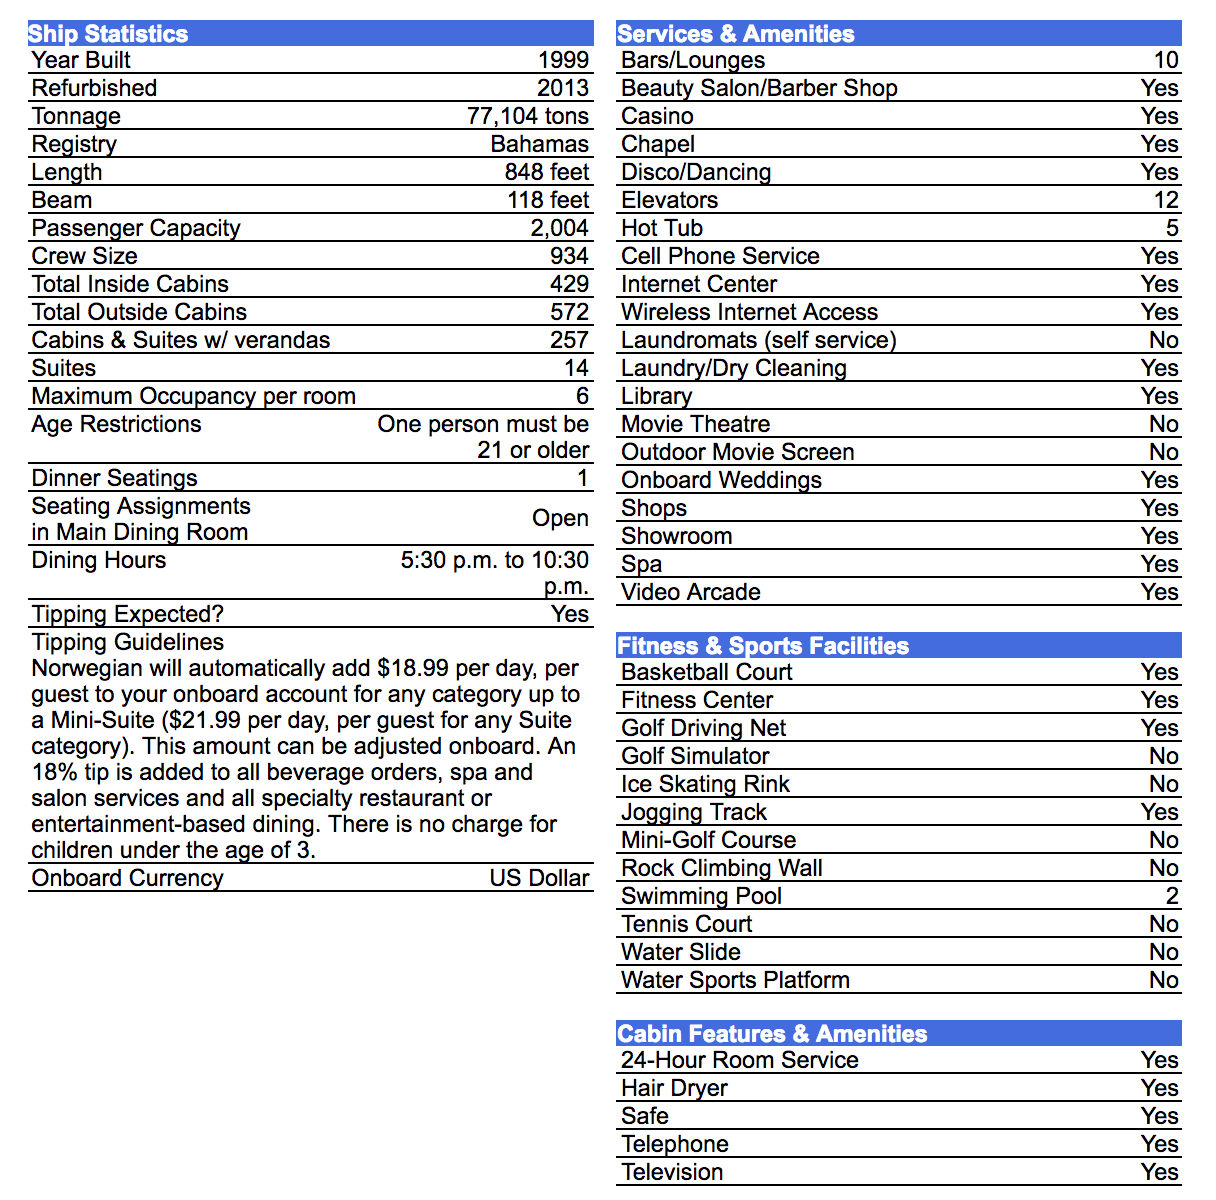 Ship Statistics
Year Built 1999
Refurbished 2013
Tonnage 77,104 tons
Registry Bahamas
Length 848 feet
Beam 118 feet
Passenger Capacity 2,004
Crew Size 934
Total Inside Cabins 429
Total Outside Cabins 572
Cabins & Suites w/ verandas 257
Suites 14
Maximum Occupancy per room 6
Age Restrictions One person must be
21 or older
Dinner Seatings 1
Seating Assignments
in Main Dining Room Open
Dining Hours 5:30 p.m. to 10:30
p.m.
Tipping Expected? Yes
Tipping Guidelines
Norwegian will automatically add $18.99 per day, per
guest to your onboard account for any category up to
a Mini-Suite ($21.99 per day, per guest for any Suite
category). This amount can be adjusted onboard. An
18% tip is added to all beverage orders, spa and
salon services and all specialty restaurant or
entertainment-based dining. There is no charge for
children under the age of 3.
Onboard Currency US Dollar
Services & Amenities
Bars/Lounges 10
Beauty Salon/Barber Shop Yes
Casino Yes
Chapel Yes
Disco/Dancing Yes
Elevators 12
Hot Tub 5
Cell Phone Service Yes
Internet Center Yes
Wireless Internet Access Yes
Laundromats (self service) No
Laundry/Dry Cleaning Yes
Library Yes
Movie Theatre No
Outdoor Movie Screen No
Onboard Weddings Yes
Shops Yes
Showroom Yes
Spa Yes
Video Arcade Yes
Fitness & Sports Facilities
Basketball Court Yes
Fitness Center Yes
Golf Driving Net Yes
Golf Simulator No
Ice Skating Rink No
Jogging Track Yes
Mini-Golf Course No
Rock Climbing Wall No
Swimming Pool 2
Tennis Court No
Water Slide No
Water Sports Platform No
Cabin Features & Amenities
24-Hour Room Service Yes
Hair Dryer Yes
Safe Yes
Telephone Yes
Television Yes